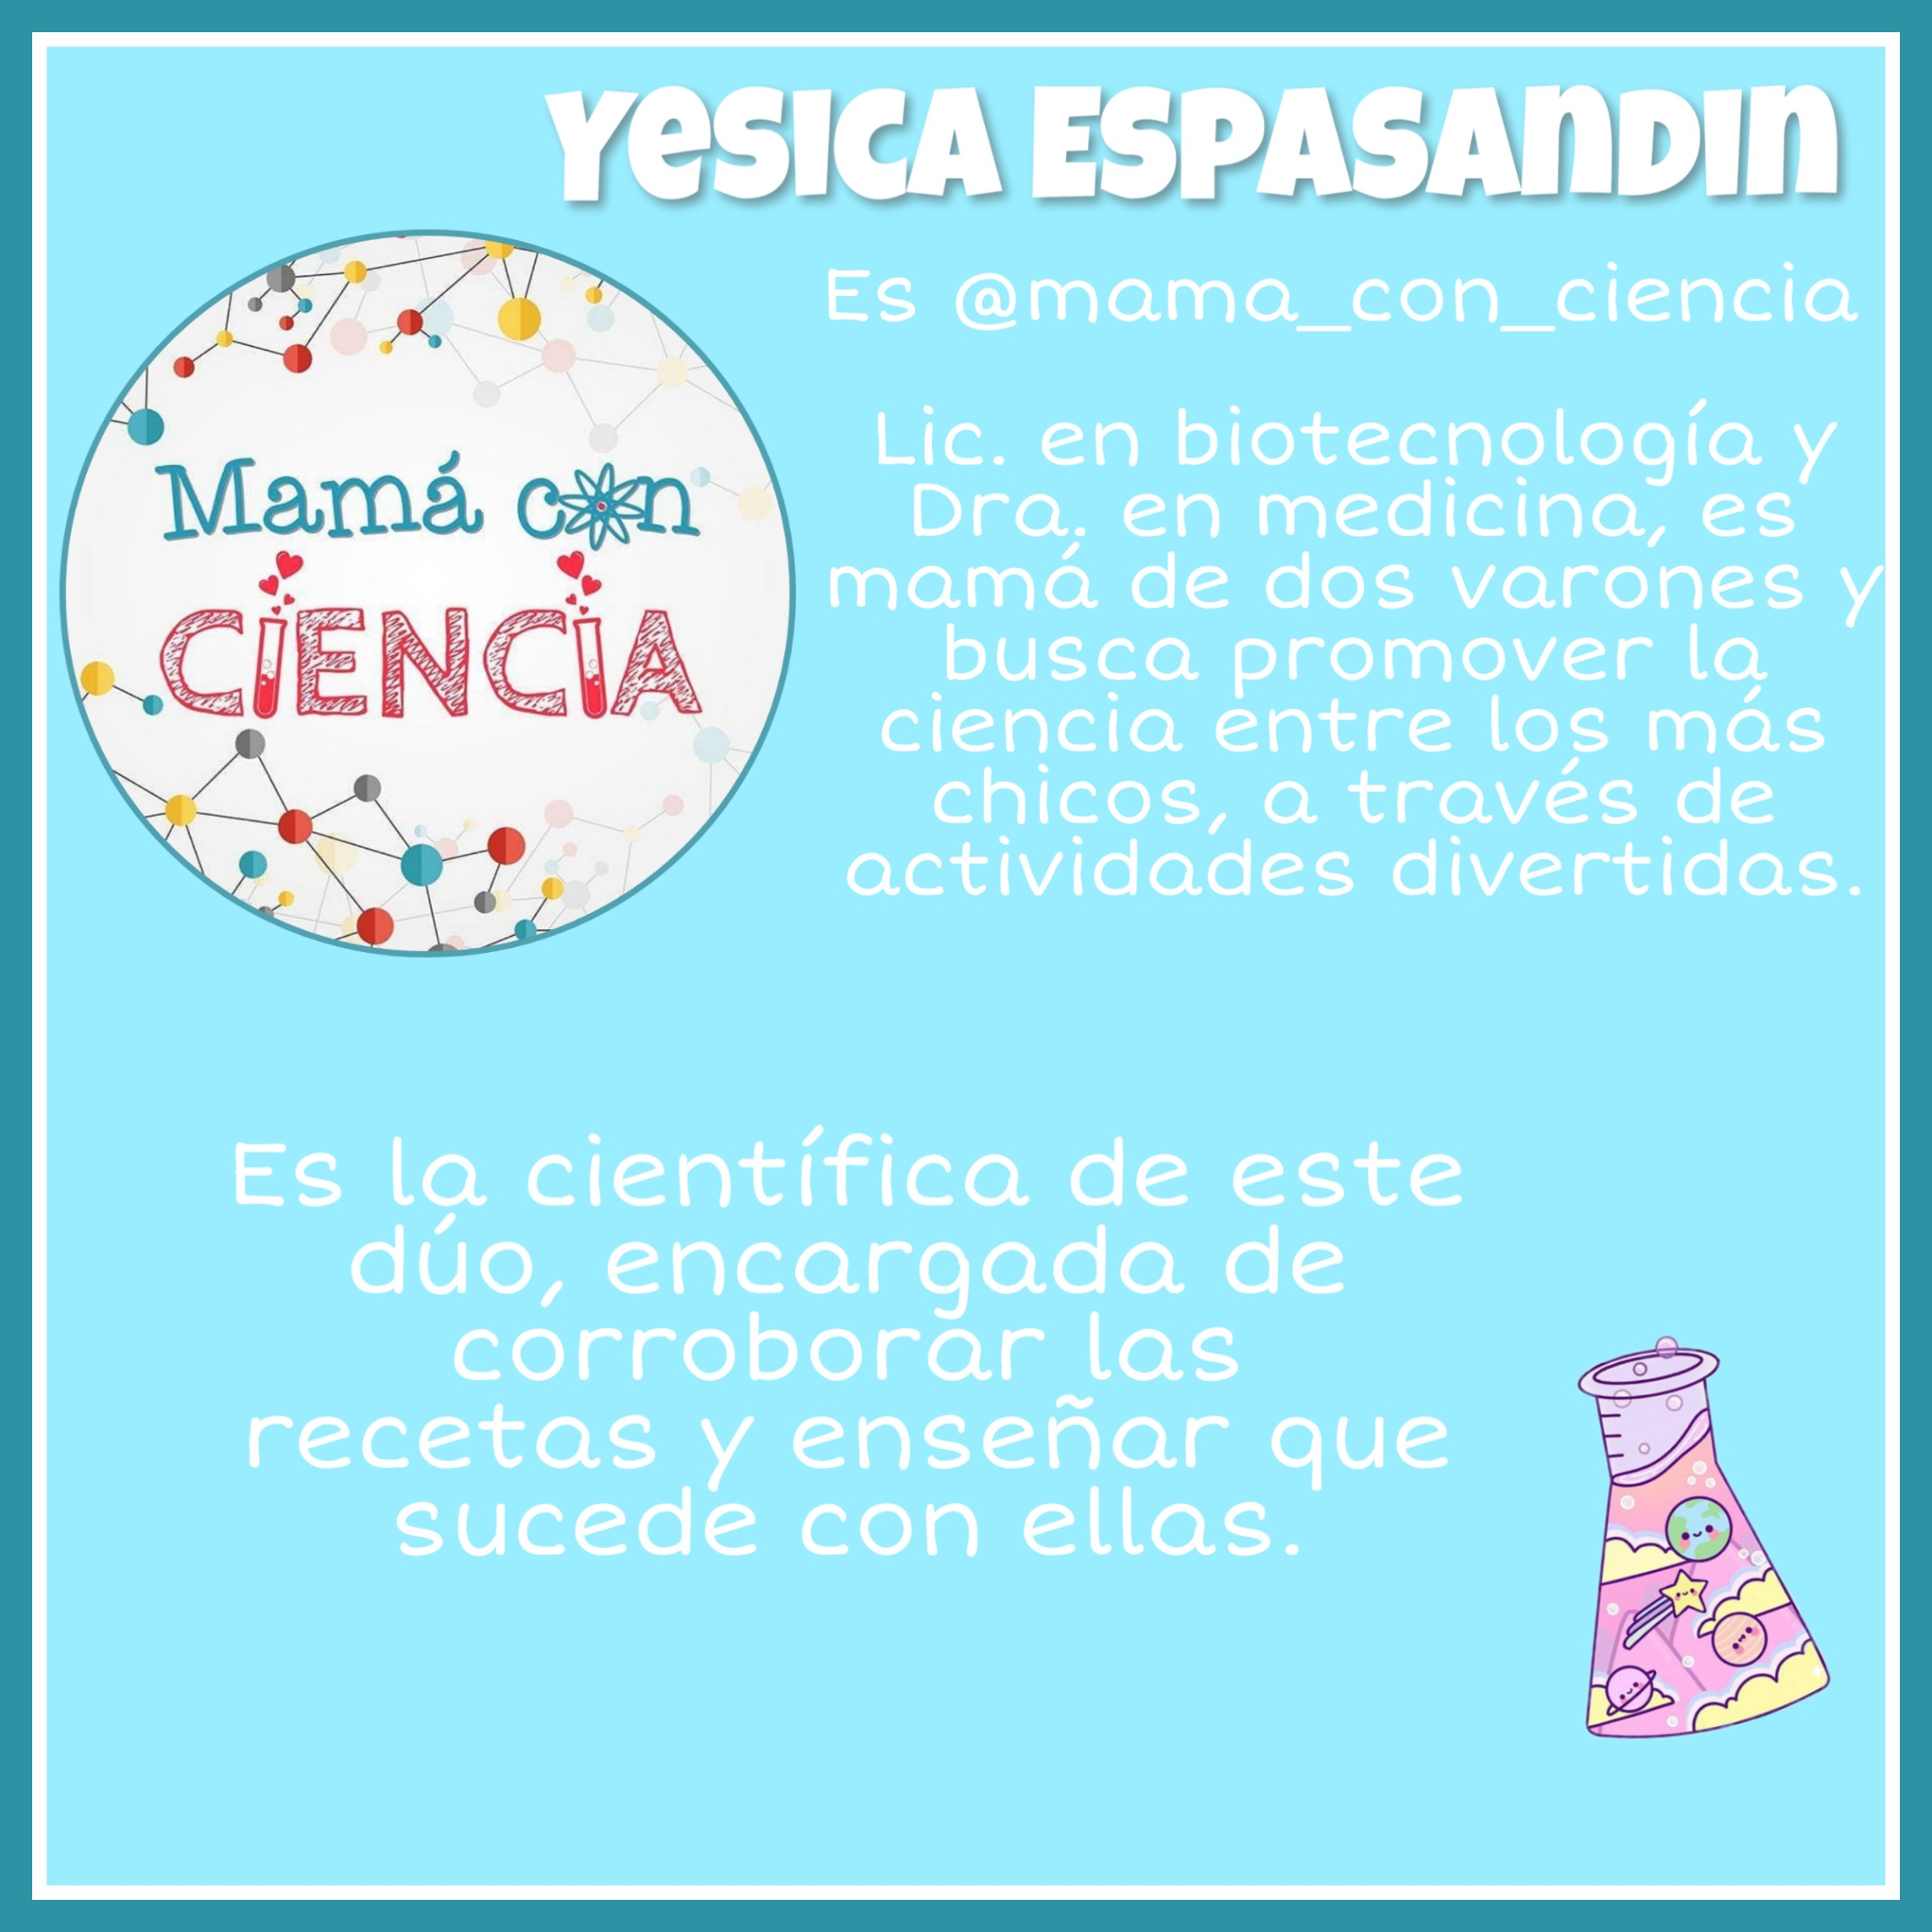 Yesica Espasandin
Es @mama_con_ciencia
Mamá con
CiENCiA
Lic. en biotecnología y
Dra. en medicina, es
mamá de dos varones y
busca promover la
ciencia entre los más
chicos, a través de
actividades divertidas.
Es la científica de este
dúo, encargada de
corroborar las
recetas y enseñar que
sucede con ellas.